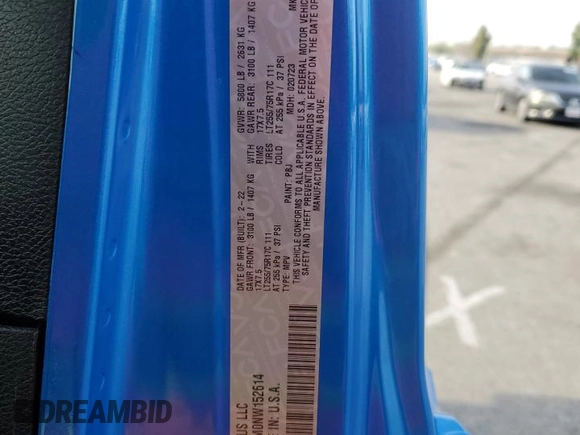 US LLC
DATE OF MFR (BUILT): 2-22 GVWR: 5800 LB / 2631 KG
GAWR FRONT: 3100 LB / 1407 KG WITH GAWR REAR: 3100 LB / 1407 KG
17X7.5 RIMS 17X7.5
LT255/75R17C 111 TIRES LT255/75R17C 111
AT 255 kPa / 37 PSI COLD AT 255 kPa / 37 PSI
TYPE: MPV PAINT: PBJ MDH: 020723 MK
THIS VEHICLE CONFORMS TO ALL APPLICABLE U.S.A. FEDERAL MOTOR VEHICLE
SAFETY AND THEFT PREVENTION STANDARDS IN EFFECT ON THE DATE OF
MANUFACTURE SHOWN ABOVE.
NW152614
IN: U.S.A.
DREAMBID